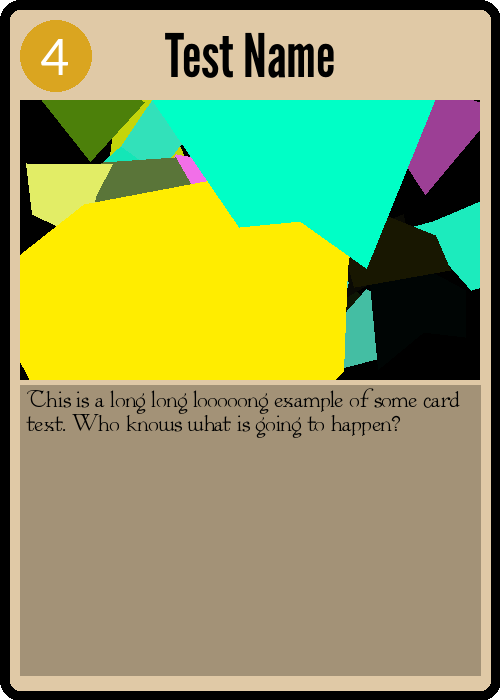 4
Test Name
This is a long long looooong example of some card
text. Who knows what is going to happen?